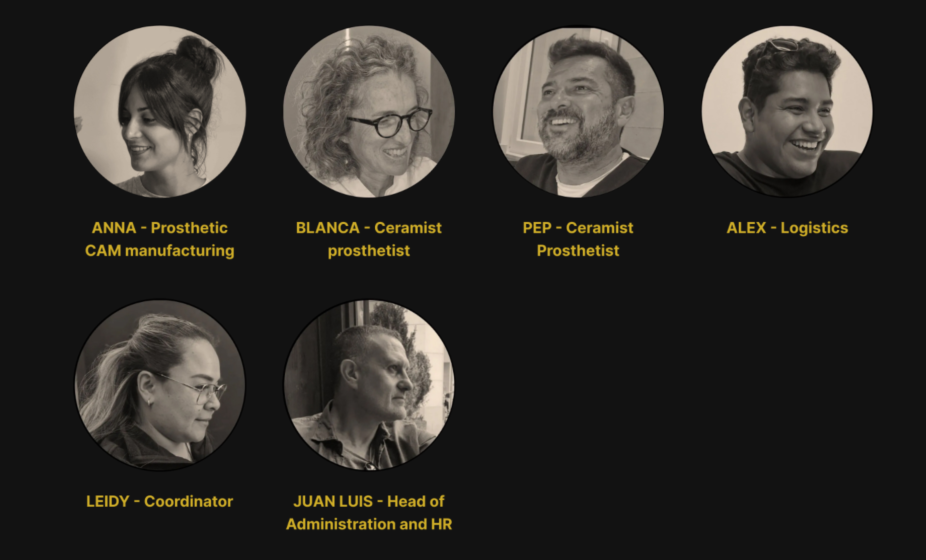 ANNA - Prosthetic
CAM manufacturing
BLANCA - Ceramist
prosthetist
PEP - Ceramist
Prosthetist
ALEX - Logistics
LEIDY - Coordinator
JUAN LUIS - Head of
Administration and HR